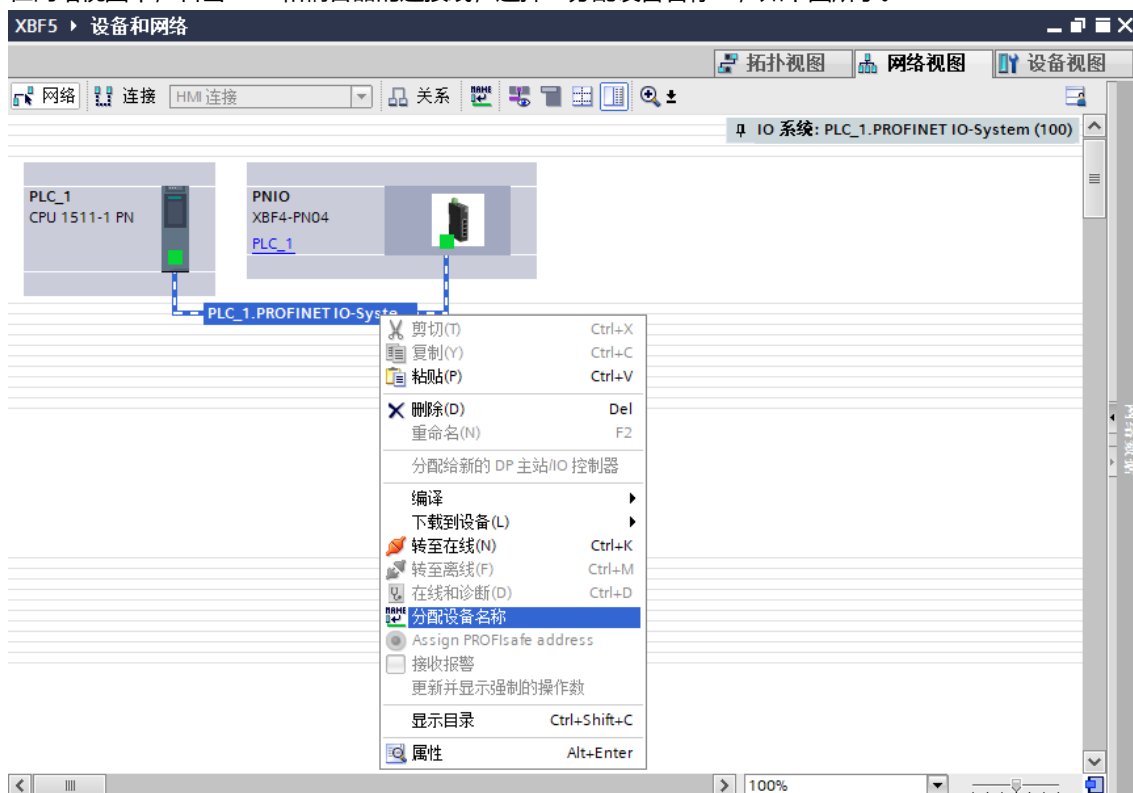 XBF5 ▸ 设备和网络
拓扑视图 网络视图 设备视图
网络 连接 HMI 连接 关系
IO 系统: PLC_1.PROFINET IO-System (100)
PLC_1
CPU 1511-1 PN
PNIO
XBF4-PN04
PLC_1
PLC_1.PROFINET IO-Syste...
剪切(T) Ctrl+X
复制(Y) Ctrl+C
粘贴(P) Ctrl+V
删除(D) Del
重命名(N) F2
分配给新的 DP 主站/IO 控制器
编译
下载到设备(L)
转至在线(N) Ctrl+K
转至离线(F) Ctrl+M
在线和诊断(D) Ctrl+D
分配设备名称
Assign PROFIsafe address
接收报警
更新并显示强制的操作数
显示目录 Ctrl+Shift+C
属性 Alt+Enter
网络数据
100%